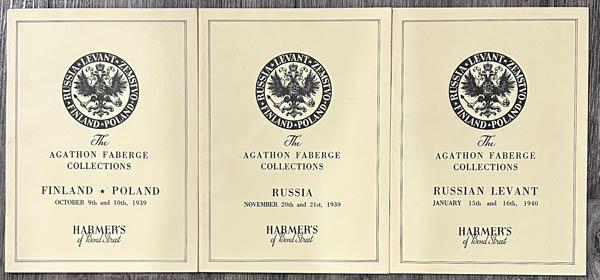 RUSSIA • LEVANT • ZEMSTVO • FINLAND • POLAND •
The
AGATHON FABERGÉ
COLLECTIONS
FINLAND ★ POLAND
OCTOBER 9th and 10th, 1939
HARMER'S
of Bond Street
RUSSIA • LEVANT • ZEMSTVO • FINLAND • POLAND •
The
AGATHON FABERGÉ
COLLECTIONS
RUSSIA
NOVEMBER 20th and 21st, 1939
HARMER'S
of Bond Street
RUSSIA • LEVANT • ZEMSTVO • FINLAND • POLAND •
The
AGATHON FABERGÉ
COLLECTIONS
RUSSIAN LEVANT
JANUARY 15th and 16th, 1940
HARMER'S
of Bond Street